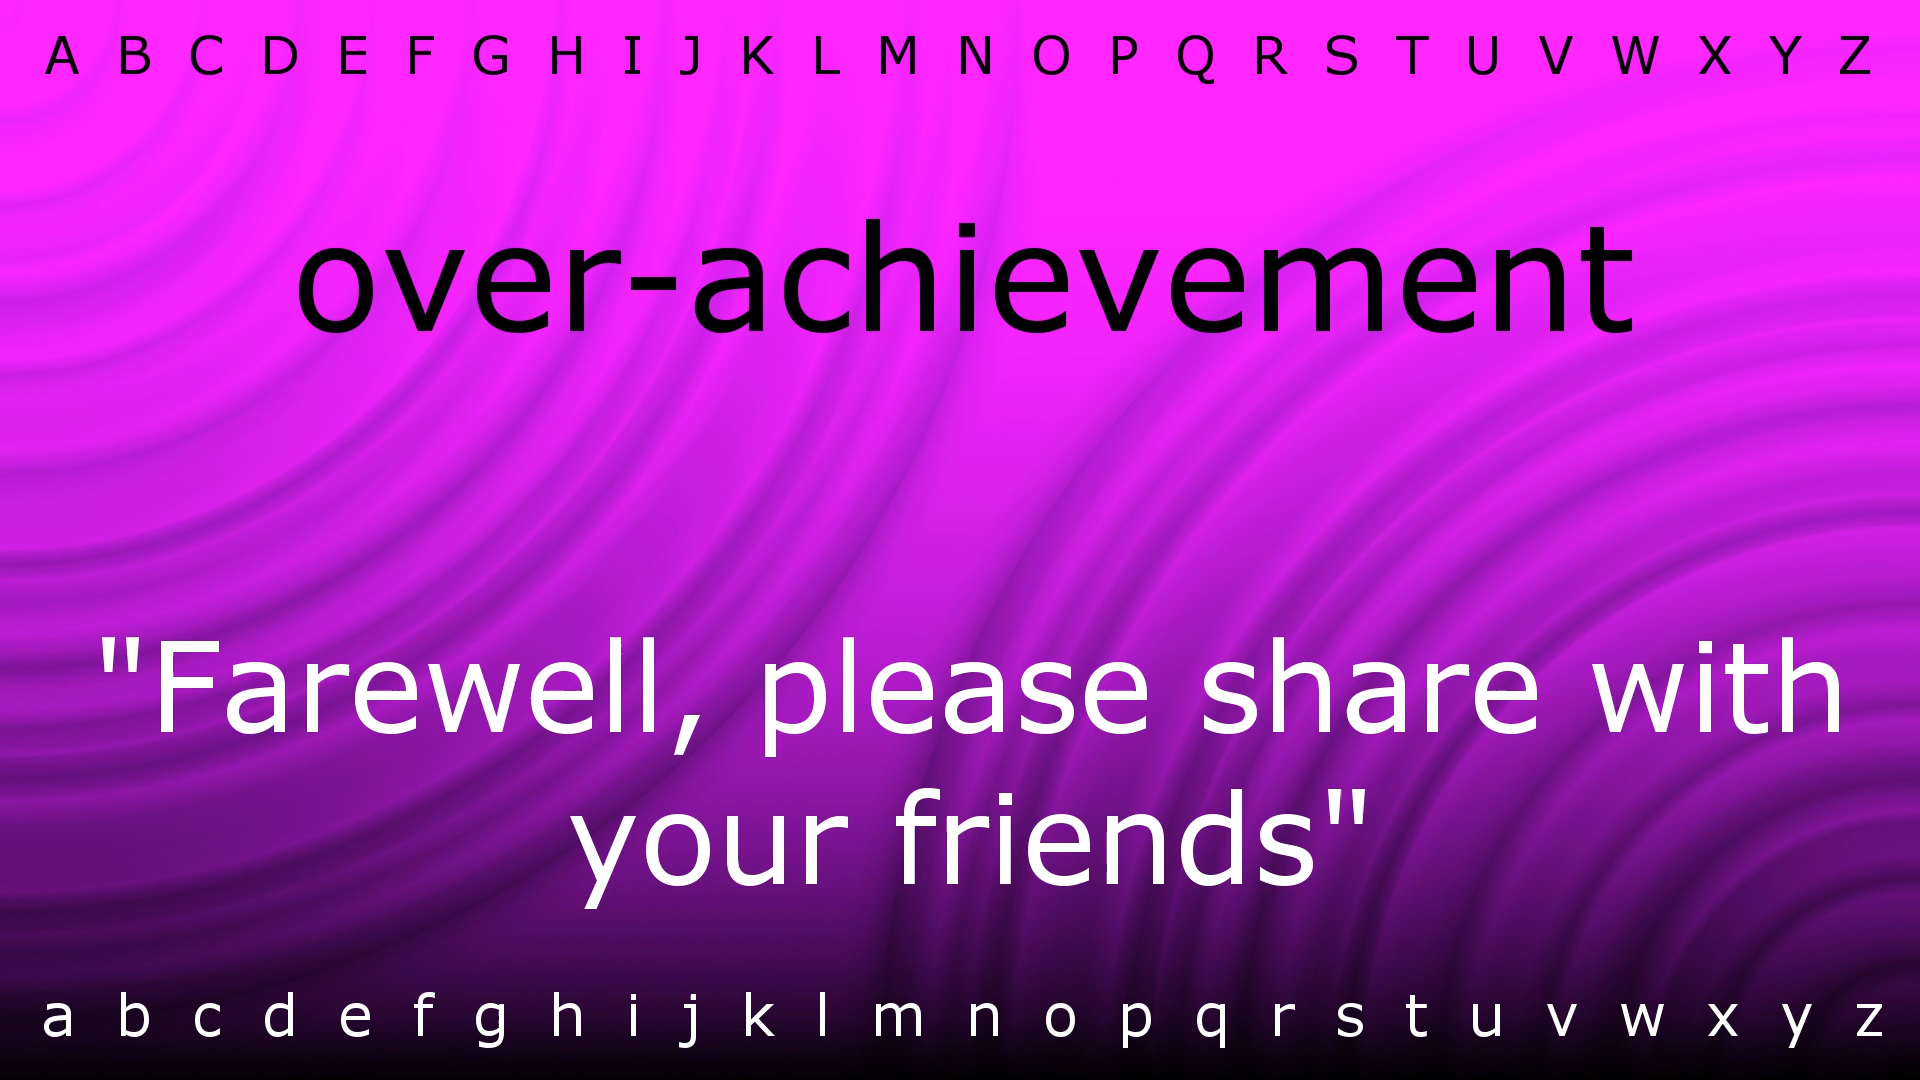 A B C D E F G H I J K L M N O P Q R S T U V W X Y Z
over-achievement
"Farewell, please share with
your friends"
a b c d e f g h i j k l m n o p q r s t u v w x y z